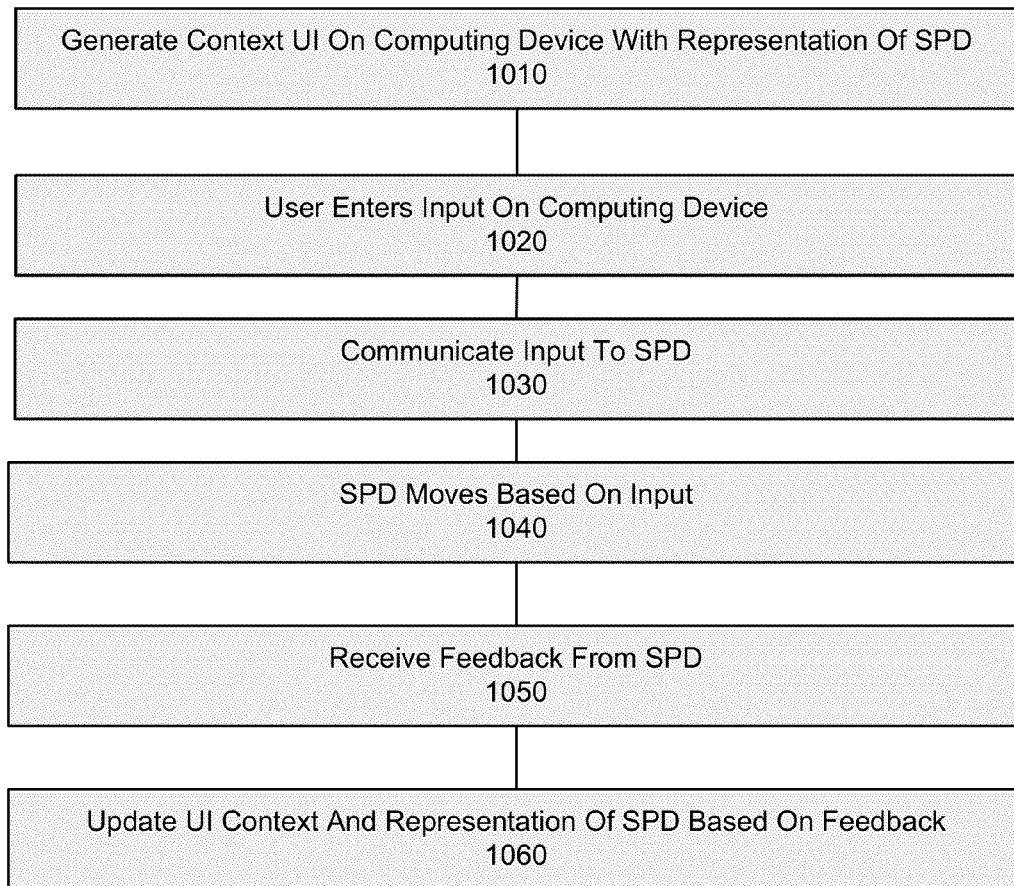 Generate Context UI On Computing Device With Representation Of SPD
1010
User Enters Input On Computing Device
1020
Communicate Input To SPD
1030
SPD Moves Based On Input
1040
Receive Feedback From SPD
1050
Update UI Context And Representation Of SPD Based On Feedback
1060